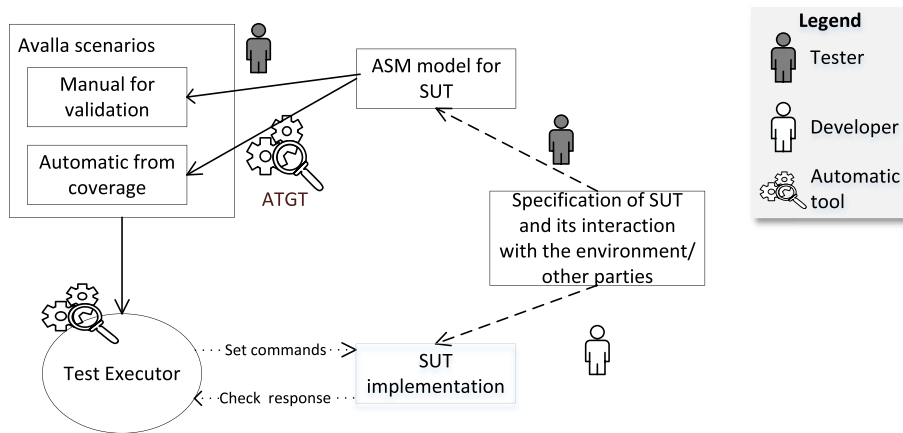 Avalla scenarios
Manual for
validation
Automatic from
coverage
ASM model for
SUT
ATGT
Specification of SUT
and its interaction
with the environment/
other parties
Test Executor
Set commands
Check response
SUT
implementation
Legend
Tester
Developer
Automatic
tool